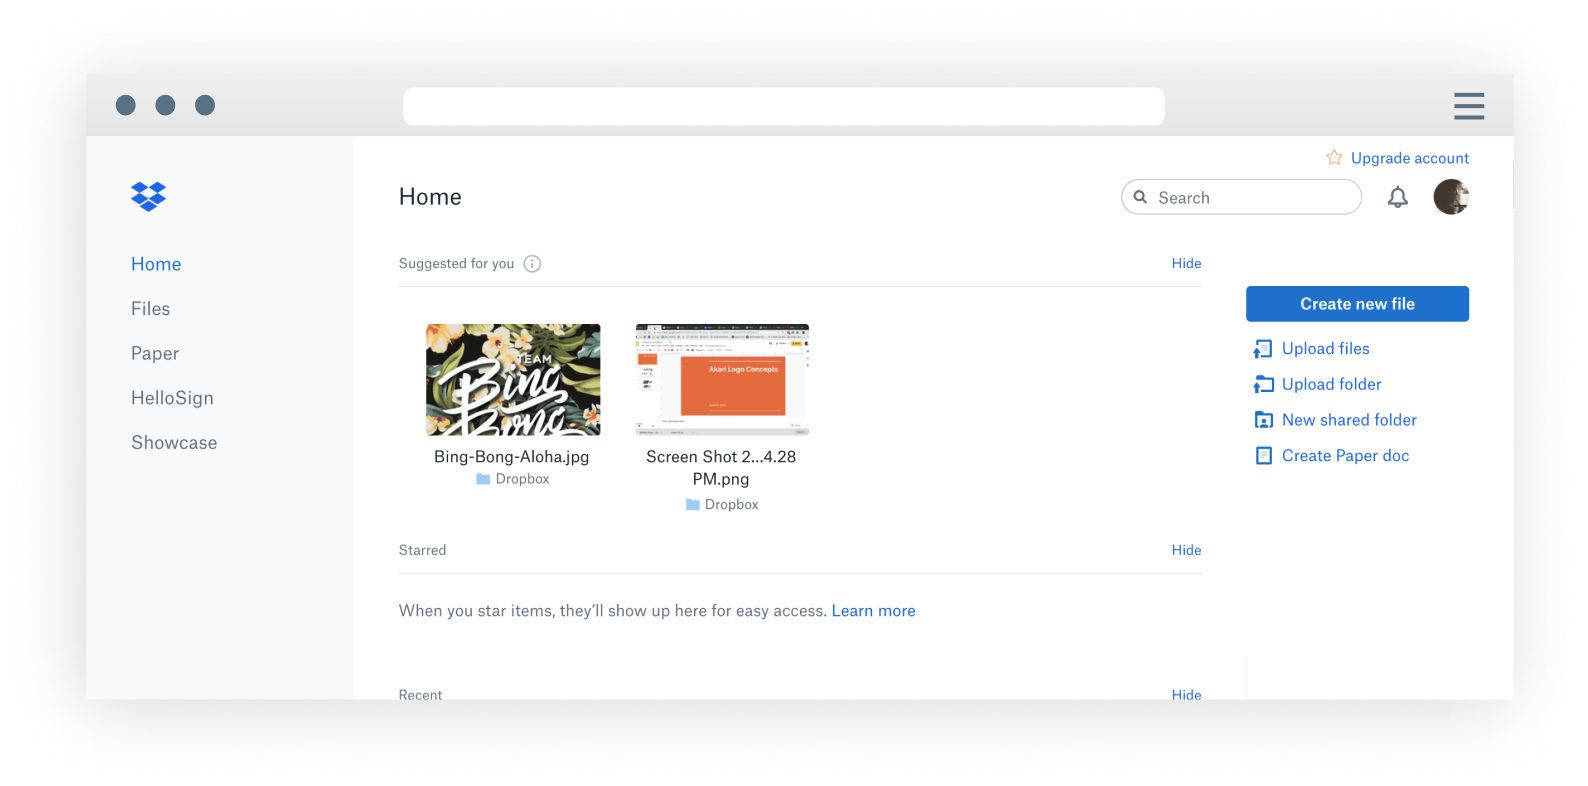 Upgrade account
Home
Search
Home
Files
Paper
HelloSign
Showcase
Suggested for you
Hide
TEAM
Bing
Bong
Akari Logo Concepts
Bing-Bong-Aloha.jpg
Dropbox
Screen Shot 2...4.28
PM.png
Dropbox
Starred
Hide
When you star items, they’ll show up here for easy access. Learn more
Recent
Hide
Create new file
Upload files
Upload folder
New shared folder
Create Paper doc